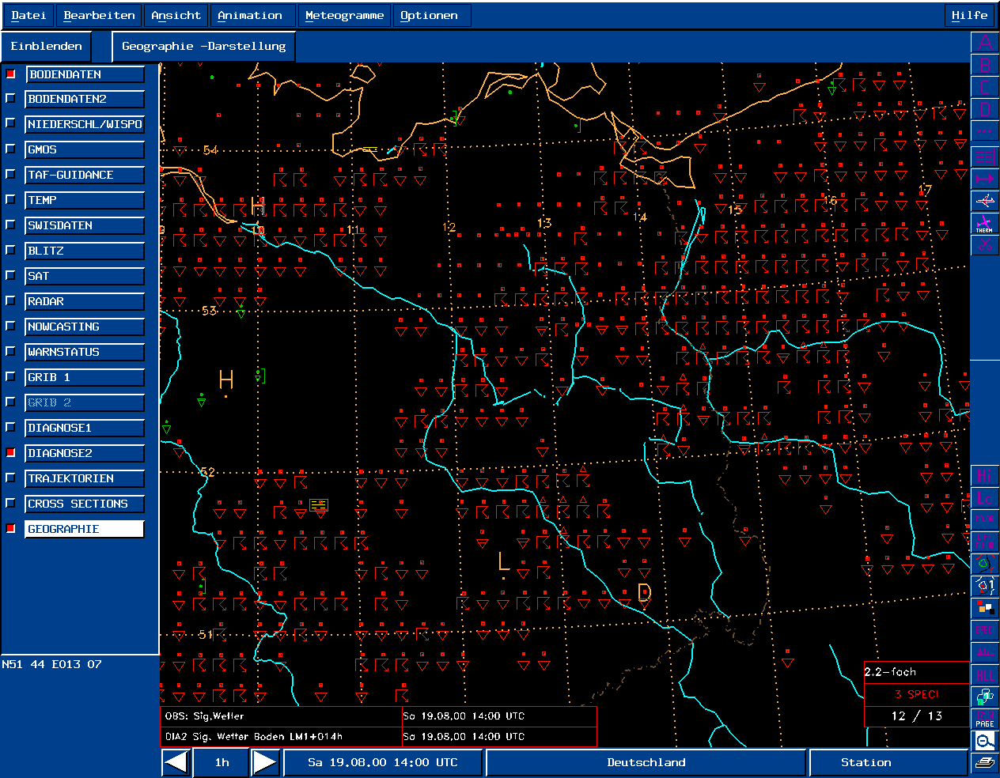 Datei Bearbeiten Ansicht Animation Meteogramme Optionen Hilfe
Einblenden Geographie -Darstellung
BODENDATEN
BODENDATEN2
NIEDERSCHL/WISPO
GMOS
TAF-GUIDANCE
TEMP
SWISDATEN
BLITZ
SAT
RADAR
NOWCASTING
WARNSTATUS
GRIB 1
GRIB 2
DIAGNOSE1
DIAGNOSE2
TRAJEKTORIEN
CROSS SECTIONS
GEOGRAPHIE
N51 44 E013 07
54
17
H
16
15
14
13
12
11
10
9
53
H
52
L
D
51
A
B
C
D
...
THERM
Hi
Lc
1
SPECI
ALL
PAGE
2.2-fach
3 SPECI
12 / 13
OBS: Sig.Wetter Sa 19.08.00 14:00 UTC
DIA2 Sig. Wetter Boden LM1+014h Sa 19.08.00 14:00 UTC
1h Sa 19.08.00 14:00 UTC Deutschland Station